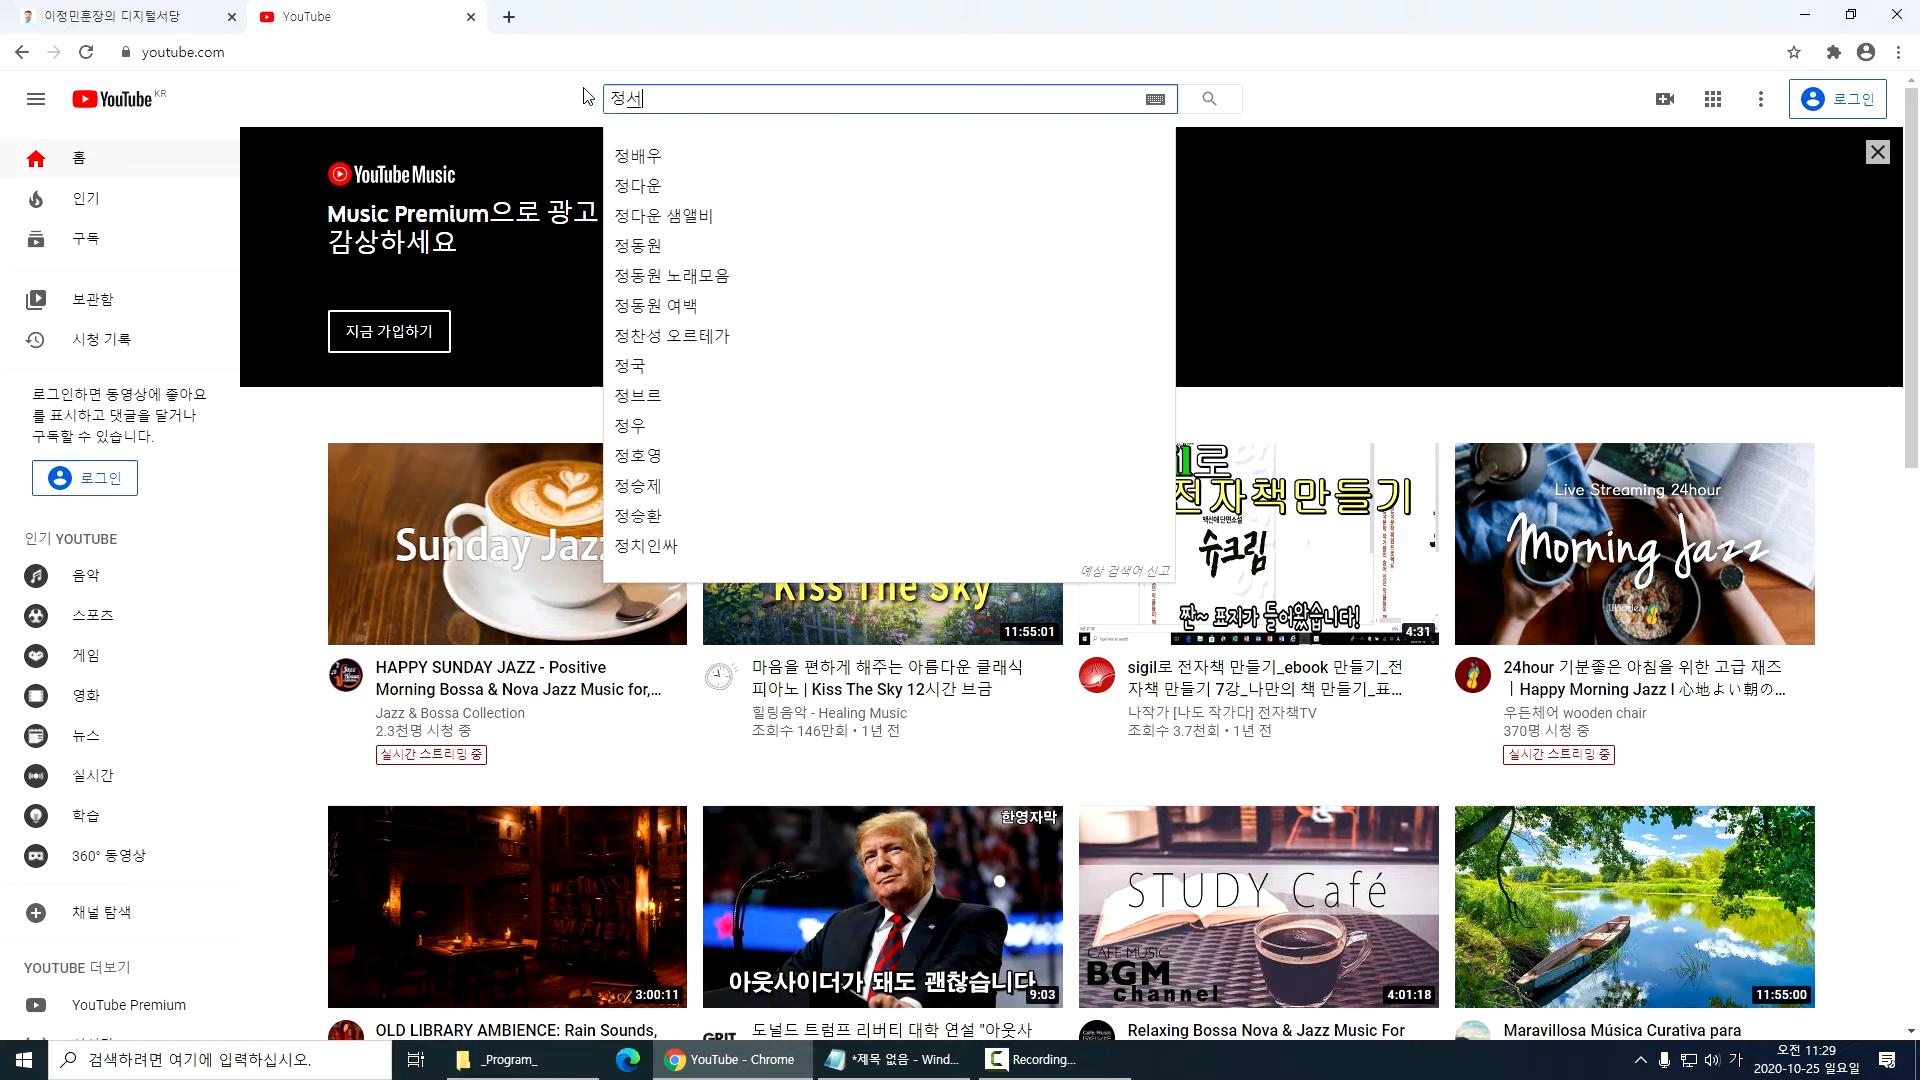 이정민훈장의 디지털서당
YouTube
youtube.com
YouTube KR
정서
로그인
홈
인기
구독
보관함
시청 기록
로그인하면 동영상에 좋아요
를 표시하고 댓글을 달거나
구독할 수 있습니다.
로그인
인기 YOUTUBE
음악
스포츠
게임
영화
뉴스
실시간
학습
360° 동영상
채널 탐색
YOUTUBE 더보기
YouTube Premium
YouTube Music
Music Premium으로 광고
감상하세요
지금 가입하기
정배우
정다운
정다운 샘앨비
정동원
정동원 노래모음
정동원 여백
정찬성 오르테가
정국
정브르
정우
정호영
정승제
정승환
정치인싸
예상 검색어 신고
Sunday Jazz
HAPPY SUNDAY JAZZ - Positive
Morning Bossa & Nova Jazz Music for,...
Jazz & Bossa Collection
2.3천명 시청 중
실시간 스트리밍 중
Kiss The Sky
11:55:01
마음을 편하게 해주는 아름다운 클래식
피아노 | Kiss The Sky 12시간 브금
힐링음악 - Healing Music
조회수 146만회 • 1년 전
전자책만들기
백신애 단편소설
슈크림
짠~ 표지가 들어왔습니다!
4:31
sigil로 전자책 만들기_ebook 만들기_전
자책 만들기 7강_나만의 책 만들기_표...
나작가 [나도 작가다] 전자책TV
조회수 3.7천회 • 1년 전
Live Streaming 24hour
Morning Jazz
wooden
24hour 기분좋은 아침을 위한 고급 재즈
ㅣHappy Morning Jazz l 心地よい朝の...
우든체어 wooden chair
370명 시청 중
실시간 스트리밍 중
3:00:11
OLD LIBRARY AMBIENCE: Rain Sounds,
한영자막
아웃사이더가 돼도 괜찮습니다
9:03
GRIT
도널드 트럼프 리버티 대학 연설 "아웃사
STUDY Café
CAFE MUSIC
BGM
channel
4:01:18
Relaxing Bossa Nova & Jazz Music For
11:55:00
Maravillosa Música Curativa para
검색하려면 여기에 입력하십시오.
_Program_
YouTube - Chrome
*제목 없음 - Wind...
Recording...
가
오전 11:29
2020-10-25 일요일